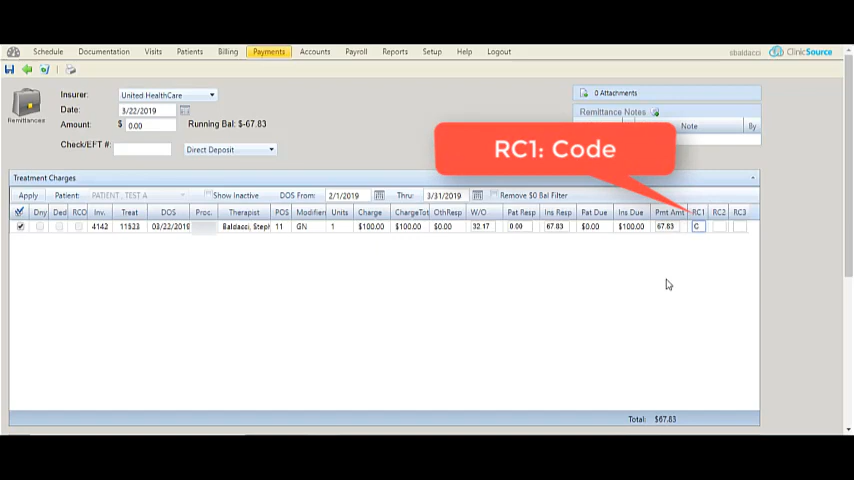 Schedule Documentation Visits Patients Billing Payments Accounts Payroll Reports Setup Help Logout sbaldacci ClinicSource
Remittances
Insurer: United HealthCare
Date: 3/22/2019
Amount: $ 0.00 Running Bal: $-67.83
Check/EFT #: Direct Deposit
0 Attachments
Remittance Notes
Note By
RC1: Code
Treatment Charges
Apply Patient: PATIENT , TEST A Show Inactive DOS From: 2/1/2019 Thru: 3/31/2019 Remove $0 Bal Filter
Dny Ded RCO Inv. Treat DOS Proc. Therapist POS Modifier Units Charge ChargeTot OthResp W/O Pat Resp Ins Resp Pat Due Ins Due Pmt Amt RC1 RC2 RC3
4142 11523 03/22/2019 Baldacci, Steph 11 GN 1 $100.00 $100.00 $0.00 32.17 0.00 67.83 $0.00 $100.00 67.83 C
Total: $67.83